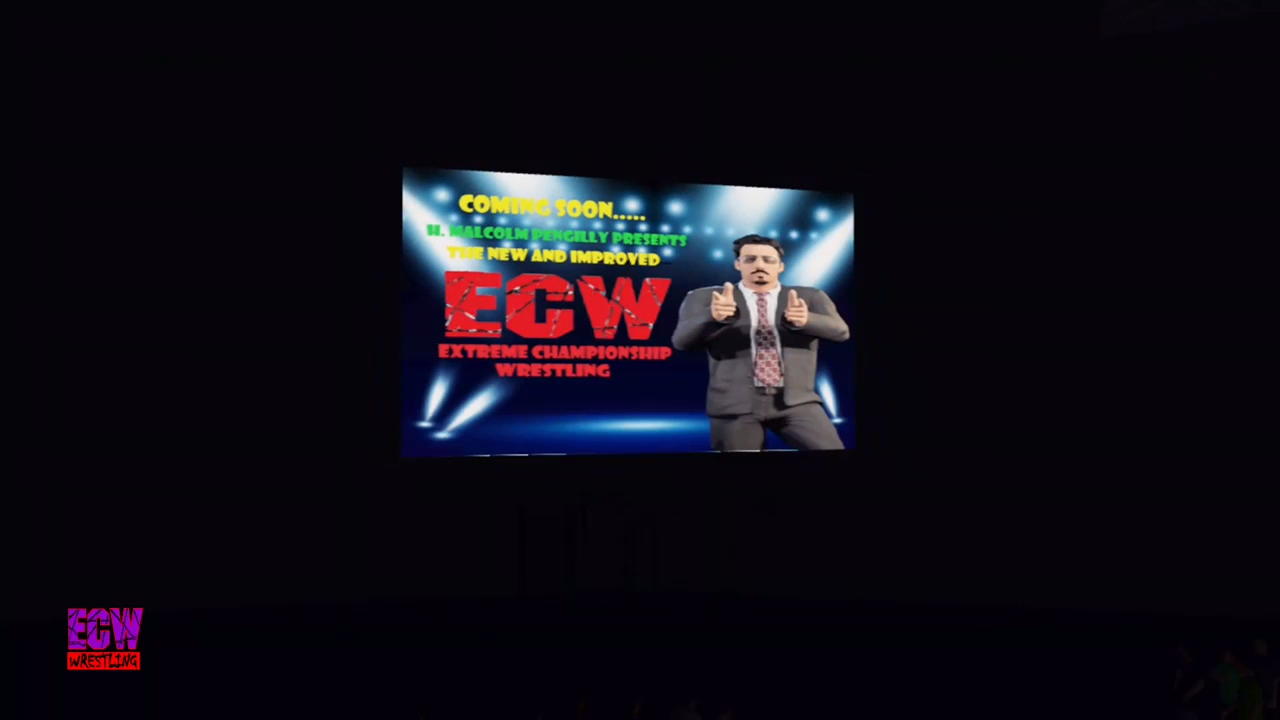 COMING SOON.....
H. MALCOLM PENGILLY PRESENTS
THE NEW AND IMPROVED
ECW
EXTREME CHAMPIONSHIP
WRESTLING
ECW
WRESTLING